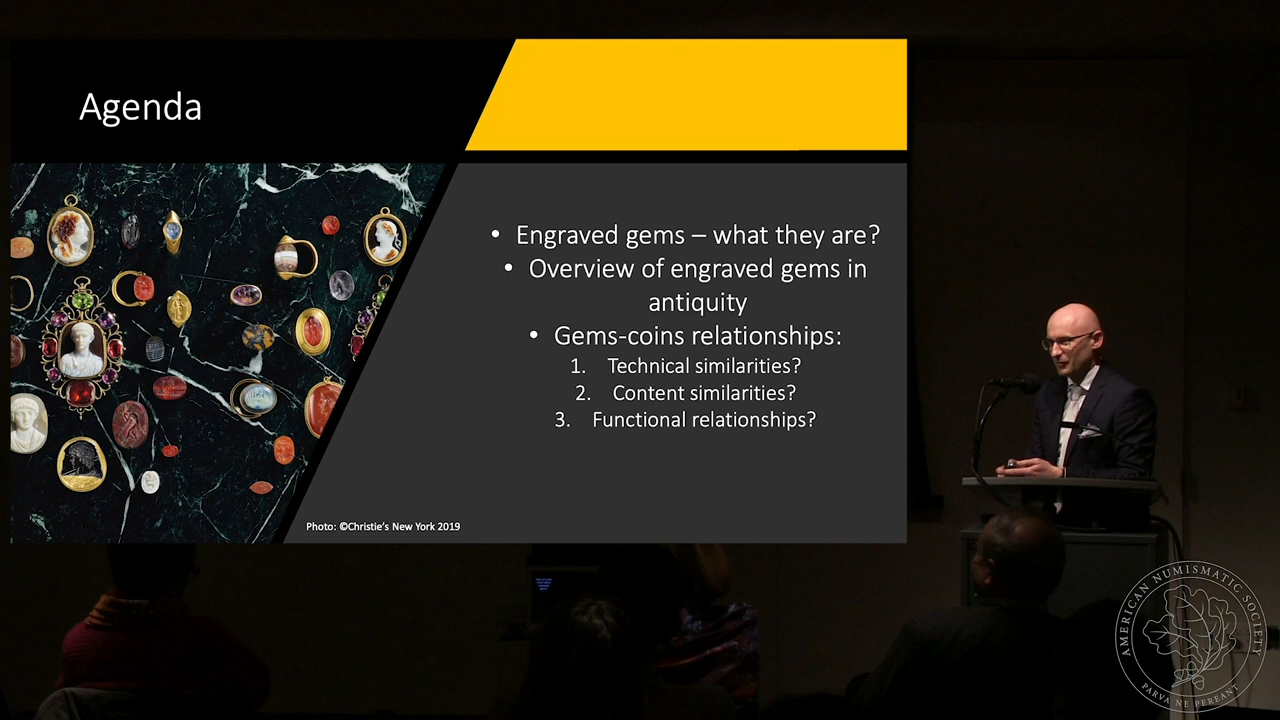 Agenda
• Engraved gems – what they are?
• Overview of engraved gems in
antiquity
• Gems-coins relationships:
1. Technical similarities?
2. Content similarities?
3. Functional relationships?
Photo: ©Christie's New York 2019
AMERICAN NUMISMATIC SOCIETY
PARVA NE PEREANT